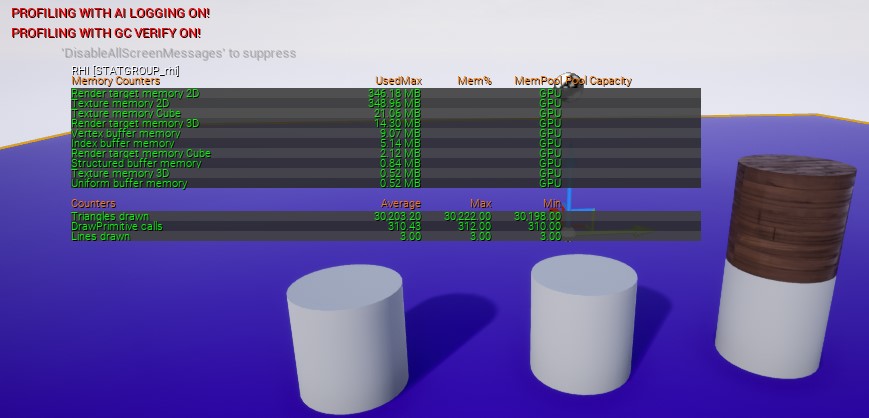 PROFILING WITH AI LOGGING ON!
PROFILING WITH GC VERIFY ON!
'DisableAllScreenMessages' to suppress
RHI [STATGROUP_rhi]
Memory Counters UsedMax Mem% MemPool Pool Capacity
Render target memory 2D 346.18 MB GPU
Texture memory 2D 348.96 MB GPU
Texture memory Cube 21.06 MB GPU
Render target memory 3D 14.30 MB GPU
Vertex buffer memory 9.07 MB GPU
Index buffer memory 5.14 MB GPU
Render target memory Cube 2.12 MB GPU
Structured buffer memory 0.84 MB GPU
Texture memory 3D 0.52 MB GPU
Uniform buffer memory 0.52 MB GPU
Counters Average Max Min
Triangles drawn 30,203.20 30,222.00 30,198.00
DrawPrimitive calls 310.43 312.00 310.00
Lines drawn 3.00 3.00 3.00